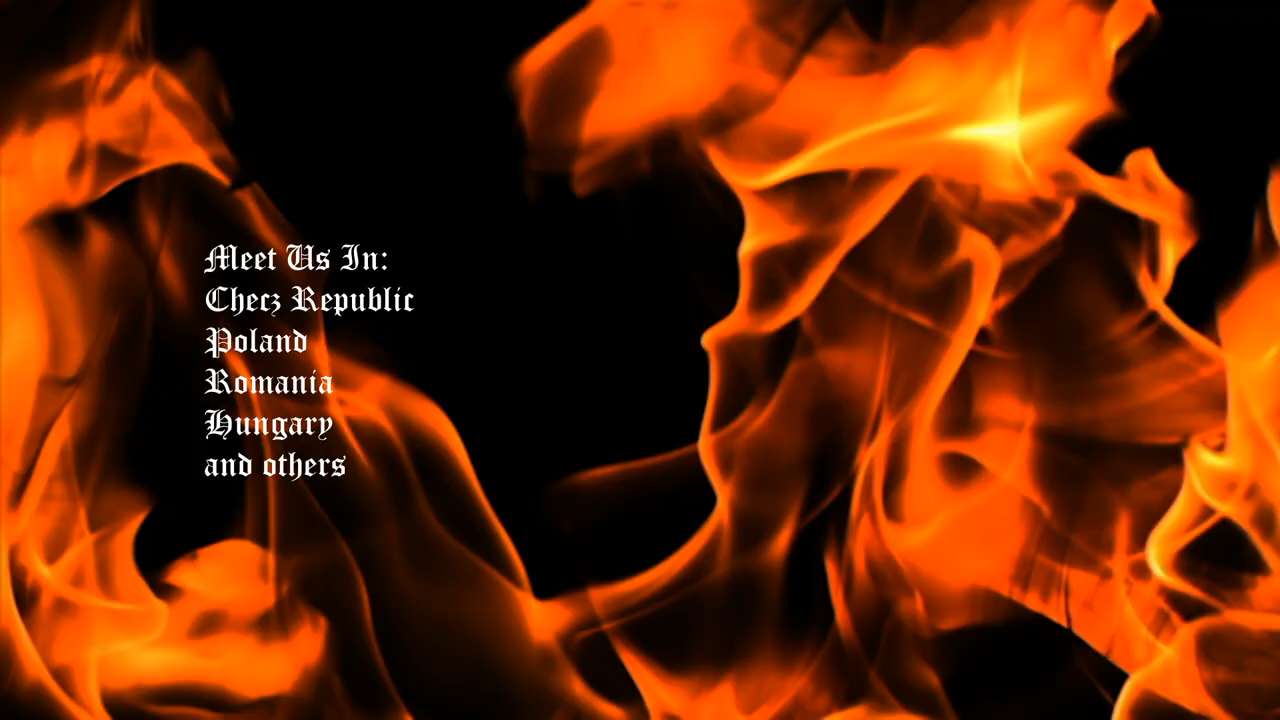 Meet Us In:
Checz Republic
Poland
Romania
Hungary
and others